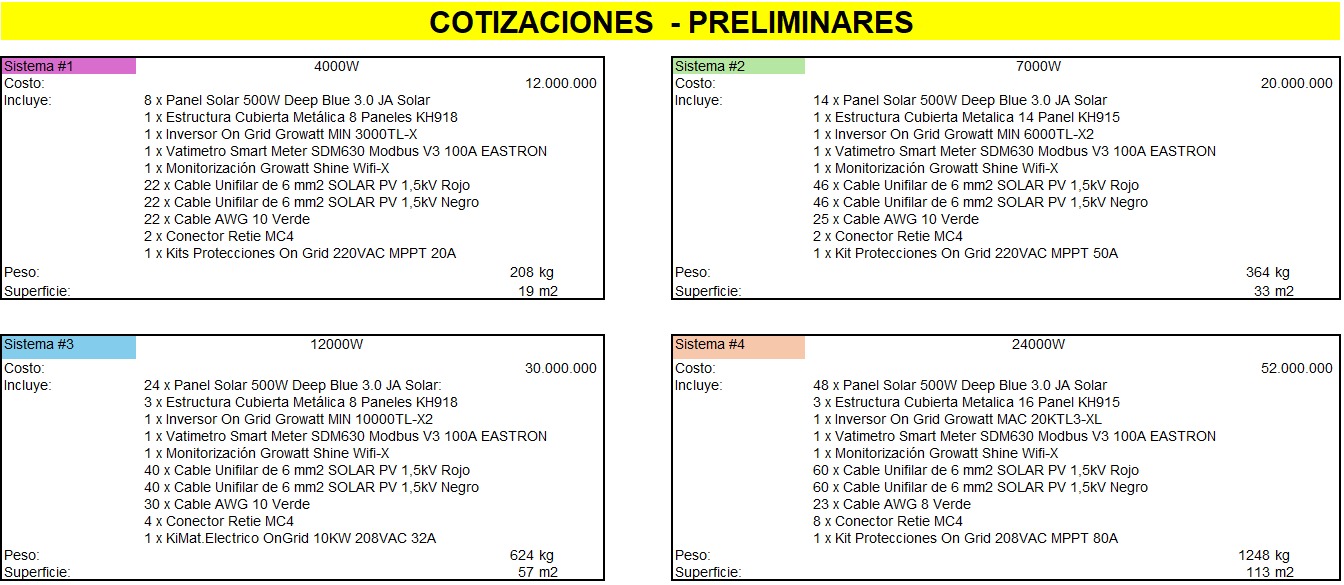 COTIZACIONES - PRELIMINARES
Sistema #1 4000W
Costo: 12.000.000
Incluye: 8 x Panel Solar 500W Deep Blue 3.0 JA Solar
1 x Estructura Cubierta Metálica 8 Paneles KH918
1 x Inversor On Grid Growatt MIN 3000TL-X
1 x Vatimetro Smart Meter SDM630 Modbus V3 100A EASTRON
1 x Monitorización Growatt Shine Wifi-X
22 x Cable Unifilar de 6 mm2 SOLAR PV 1,5kV Rojo
22 x Cable Unifilar de 6 mm2 SOLAR PV 1,5kV Negro
22 x Cable AWG 10 Verde
2 x Conector Retie MC4
1 x Kits Protecciones On Grid 220VAC MPPT 20A
Peso: 208 kg
Superficie: 19 m2
Sistema #2 7000W
Costo: 20.000.000
Incluye: 14 x Panel Solar 500W Deep Blue 3.0 JA Solar
1 x Estructura Cubierta Metalica 14 Panel KH915
1 x Inversor On Grid Growatt MIN 6000TL-X2
1 x Vatimetro Smart Meter SDM630 Modbus V3 100A EASTRON
1 x Monitorización Growatt Shine Wifi-X
46 x Cable Unifilar de 6 mm2 SOLAR PV 1,5kV Rojo
46 x Cable Unifilar de 6 mm2 SOLAR PV 1,5kV Negro
25 x Cable AWG 10 Verde
2 x Conector Retie MC4
1 x Kit Protecciones On Grid 220VAC MPPT 50A
Peso: 364 kg
Superficie: 33 m2
Sistema #3 12000W
Costo: 30.000.000
Incluye: 24 x Panel Solar 500W Deep Blue 3.0 JA Solar:
3 x Estructura Cubierta Metálica 8 Paneles KH918
1 x Inversor On Grid Growatt MIN 10000TL-X2
1 x Vatimetro Smart Meter SDM630 Modbus V3 100A EASTRON
1 x Monitorización Growatt Shine Wifi-X
40 x Cable Unifilar de 6 mm2 SOLAR PV 1,5kV Rojo
40 x Cable Unifilar de 6 mm2 SOLAR PV 1,5kV Negro
30 x Cable AWG 10 Verde
4 x Conector Retie MC4
1 x KiMat.Electrico OnGrid 10KW 208VAC 32A
Peso: 624 kg
Superficie: 57 m2
Sistema #4 24000W
Costo: 52.000.000
Incluye: 48 x Panel Solar 500W Deep Blue 3.0 JA Solar
3 x Estructura Cubierta Metalica 16 Panel KH915
1 x Inversor On Grid Growatt MAC 20KTL3-XL
1 x Vatimetro Smart Meter SDM630 Modbus V3 100A EASTRON
1 x Monitorización Growatt Shine Wifi-X
60 x Cable Unifilar de 6 mm2 SOLAR PV 1,5kV Rojo
60 x Cable Unifilar de 6 mm2 SOLAR PV 1,5kV Negro
23 x Cable AWG 8 Verde
8 x Conector Retie MC4
1 x Kit Protecciones On Grid 208VAC MPPT 80A
Peso: 1248 kg
Superficie: 113 m2